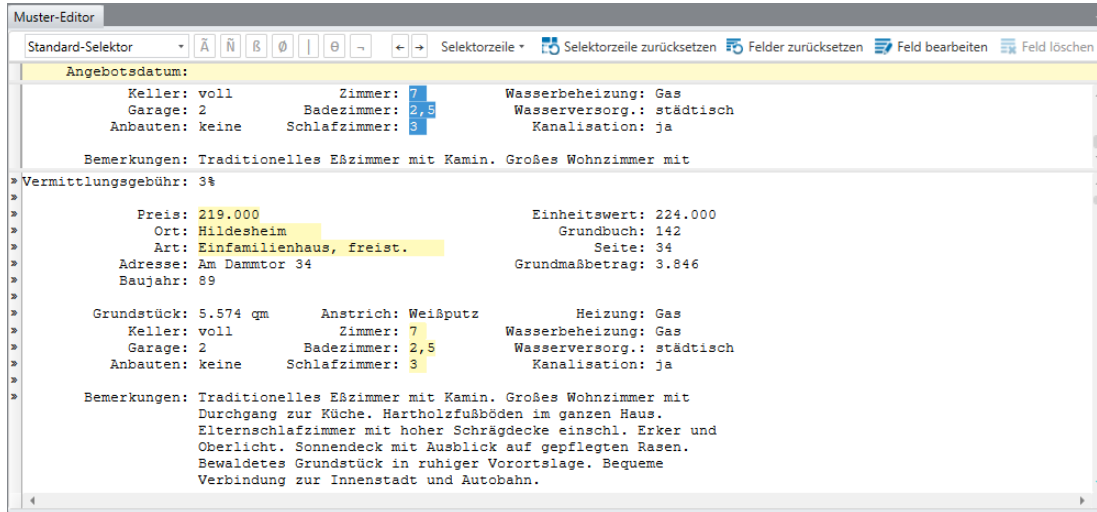 Muster-Editor
Standard-Selektor Ã Ñ ß Ø | θ ¬ ← → Selektorzeile Selektorzeile zurücksetzen Felder zurücksetzen Feld bearbeiten Feld löschen
Angebotsdatum:
Keller: voll Zimmer: 7 Wasserbeheizung: Gas
Garage: 2 Badezimmer: 2,5 Wasserversorg.: städtisch
Anbauten: keine Schlafzimmer: 3 Kanalisation: ja
Bemerkungen: Traditionelles Eßzimmer mit Kamin. Großes Wohnzimmer mit
» Vermittlungsgebühr: 3%
»
» Preis: 219.000 Einheitswert: 224.000
» Ort: Hildesheim Grundbuch: 142
» Art: Einfamilienhaus, freist. Seite: 34
» Adresse: Am Dammtor 34 Grundmaßbetrag: 3.846
» Baujahr: 89
»
» Grundstück: 5.574 qm Anstrich: Weißputz Heizung: Gas
» Keller: voll Zimmer: 7 Wasserbeheizung: Gas
» Garage: 2 Badezimmer: 2,5 Wasserversorg.: städtisch
» Anbauten: keine Schlafzimmer: 3 Kanalisation: ja
»
» Bemerkungen: Traditionelles Eßzimmer mit Kamin. Großes Wohnzimmer mit
Durchgang zur Küche. Hartholzfußböden im ganzen Haus.
Elternschlafzimmer mit hoher Schrägdecke einschl. Erker und
Oberlicht. Sonnendeck mit Ausblick auf gepflegten Rasen.
Bewaldetes Grundstück in ruhiger Vorortslage. Bequeme
Verbindung zur Innenstadt und Autobahn.